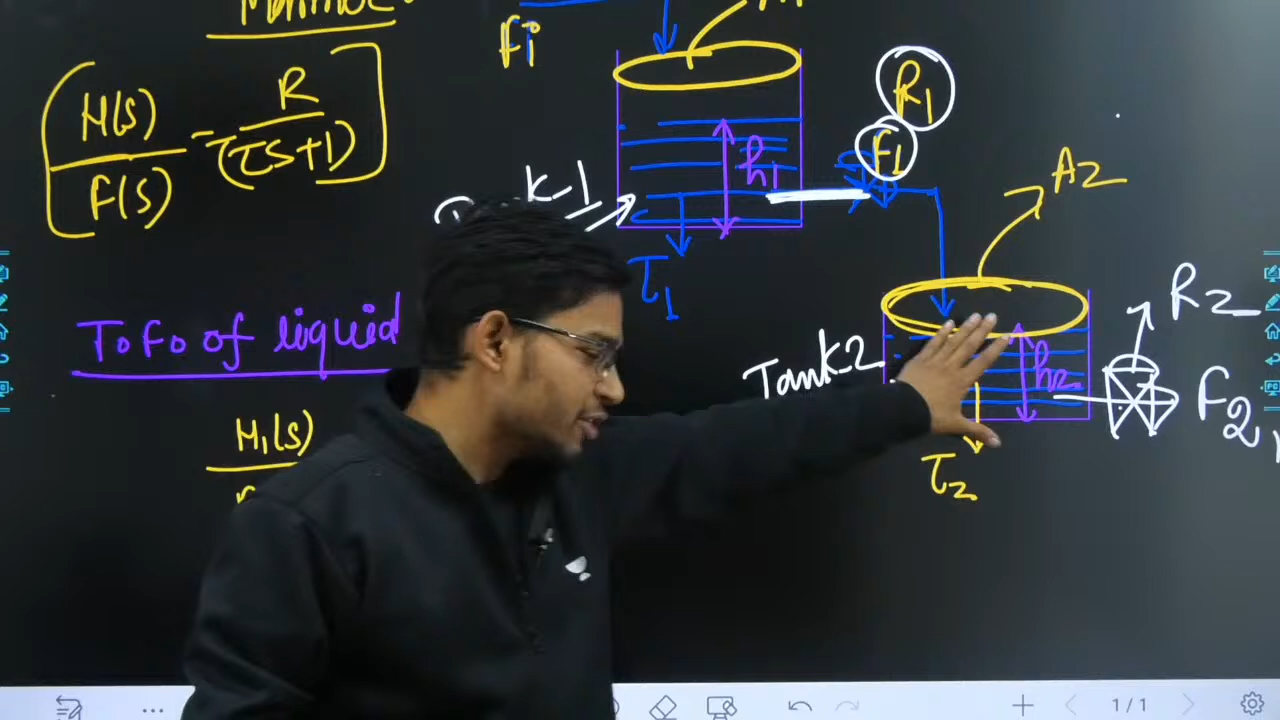 Fi
H(s)
F(s)
=
R
(τs+1)
R1
F1
h1
K-1
τ1
A2
R2
ToFo of liquid
h2
Tank-2
F2
H1(s)
τ2
1/1